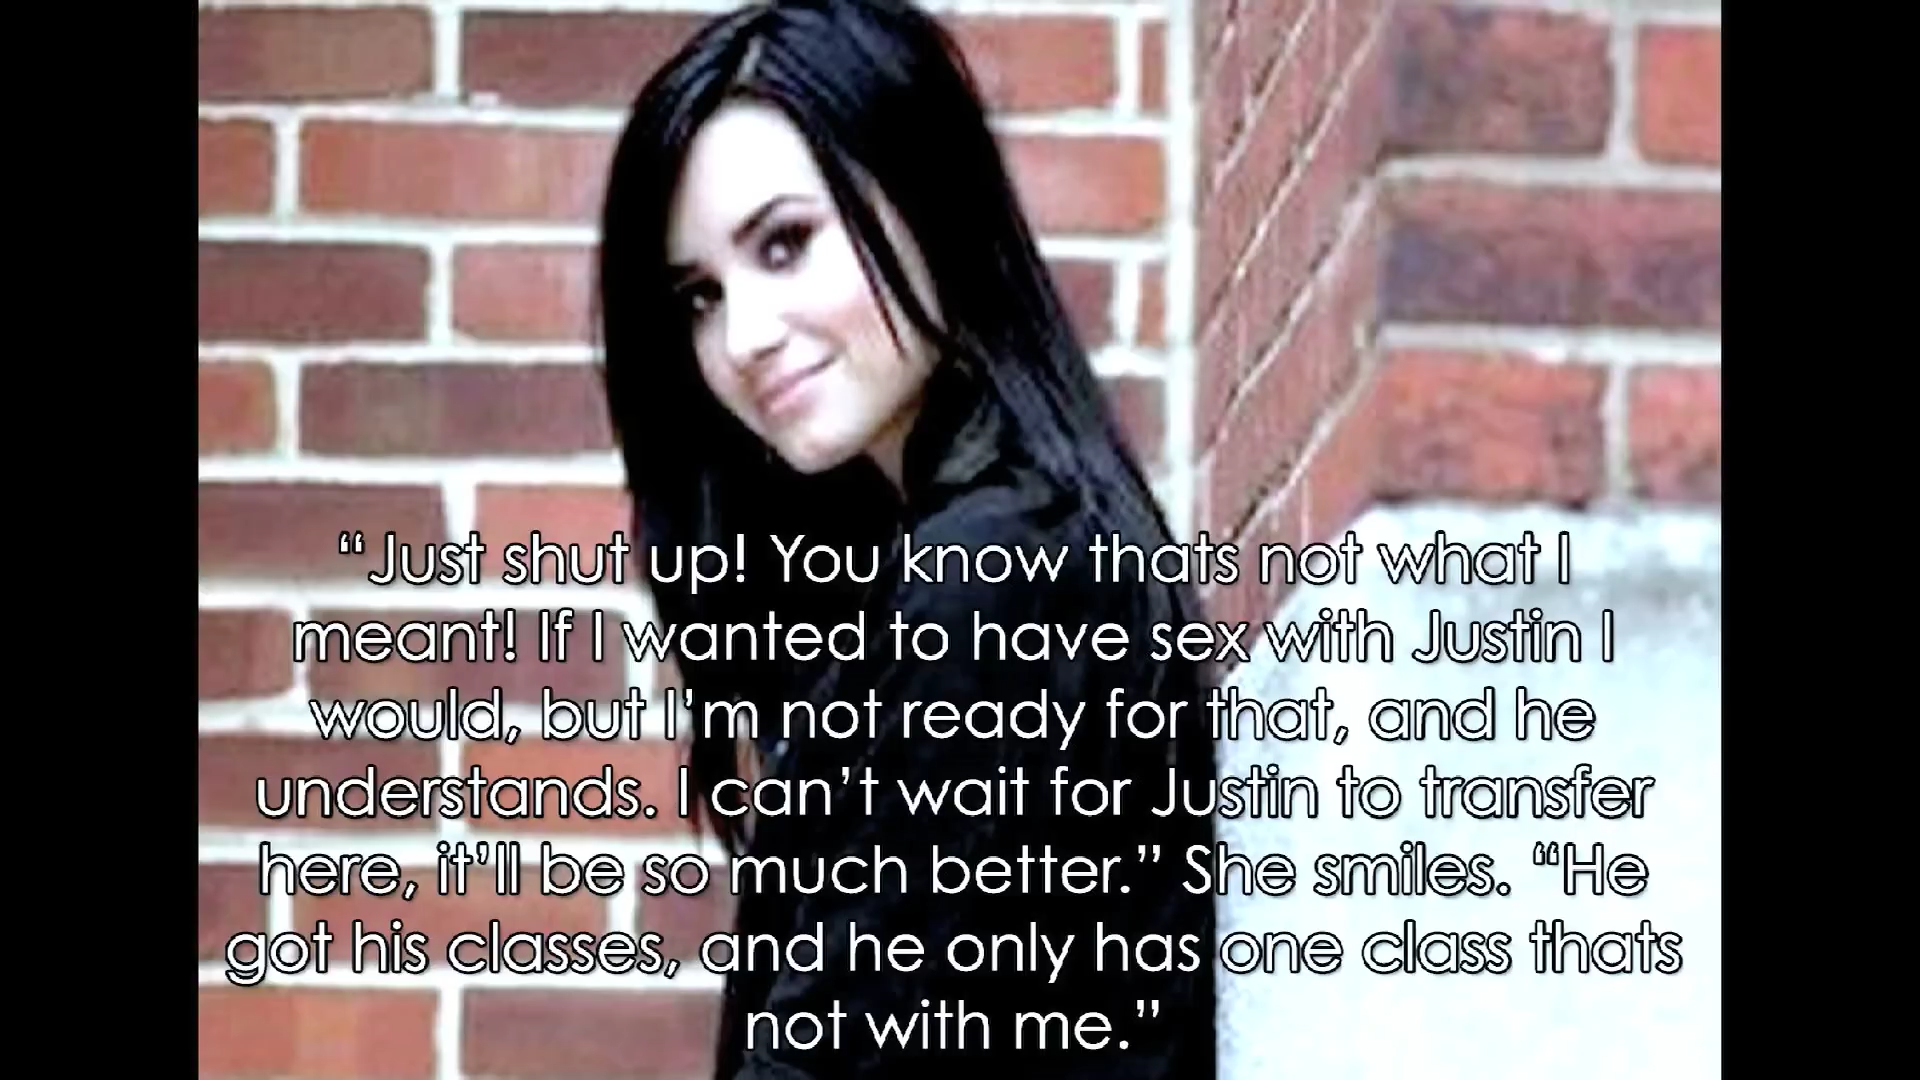 “Just shut up! You know thats not what I
meant! If I wanted to have sex with Justin I
would, but I’m not ready for that, and he
understands. I can’t wait for Justin to transfer
here, it’ll be so much better.” She smiles. “He
got his classes, and he only has one class thats
not with me.”